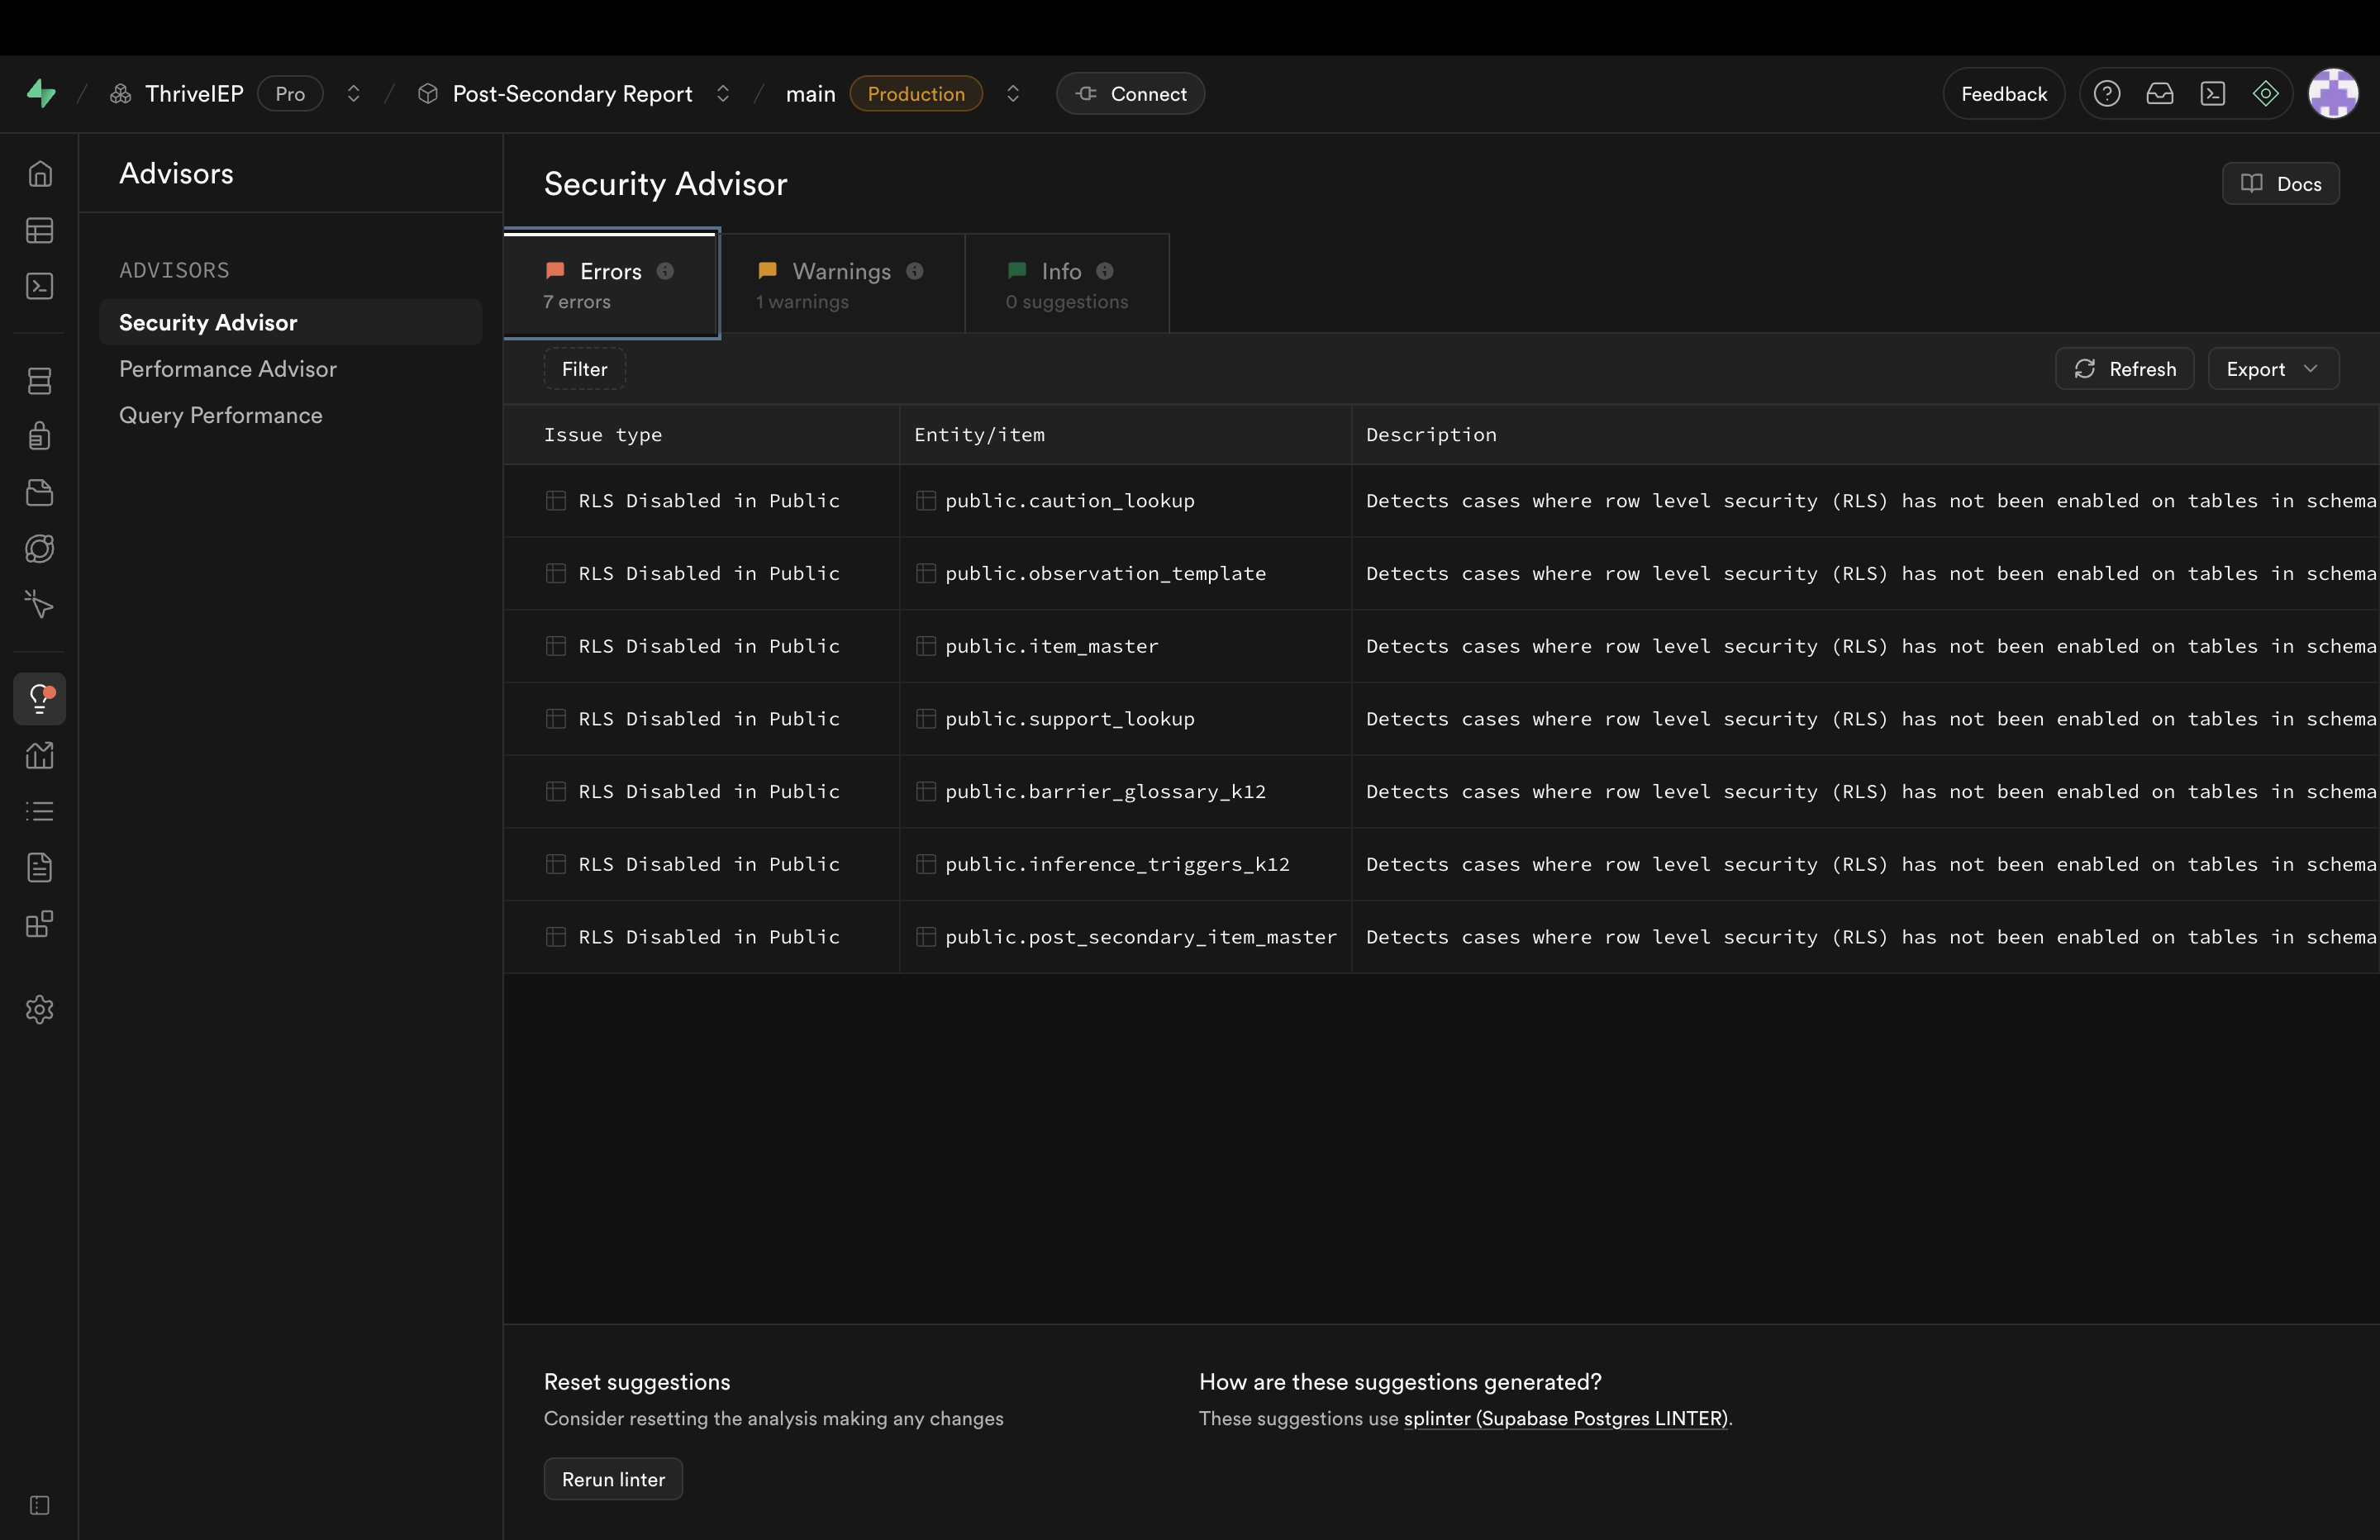 ThriveIEP Pro Post-Secondary Report main Production Connect Feedback
Advisors
ADVISORS
Security Advisor
Performance Advisor
Query Performance
Security Advisor
Docs
Errors
7 errors
Warnings
1 warnings
Info
0 suggestions
Filter
Refresh
Export
Issue type Entity/item Description
RLS Disabled in Public public.caution_lookup Detects cases where row level security (RLS) has not been enabled on tables in schema
RLS Disabled in Public public.observation_template Detects cases where row level security (RLS) has not been enabled on tables in schema
RLS Disabled in Public public.item_master Detects cases where row level security (RLS) has not been enabled on tables in schema
RLS Disabled in Public public.support_lookup Detects cases where row level security (RLS) has not been enabled on tables in schema
RLS Disabled in Public public.barrier_glossary_k12 Detects cases where row level security (RLS) has not been enabled on tables in schema
RLS Disabled in Public public.inference_triggers_k12 Detects cases where row level security (RLS) has not been enabled on tables in schema
RLS Disabled in Public public.post_secondary_item_master Detects cases where row level security (RLS) has not been enabled on tables in schema
Reset suggestions
Consider resetting the analysis making any changes
Rerun linter
How are these suggestions generated?
These suggestions use splinter (Supabase Postgres LINTER).